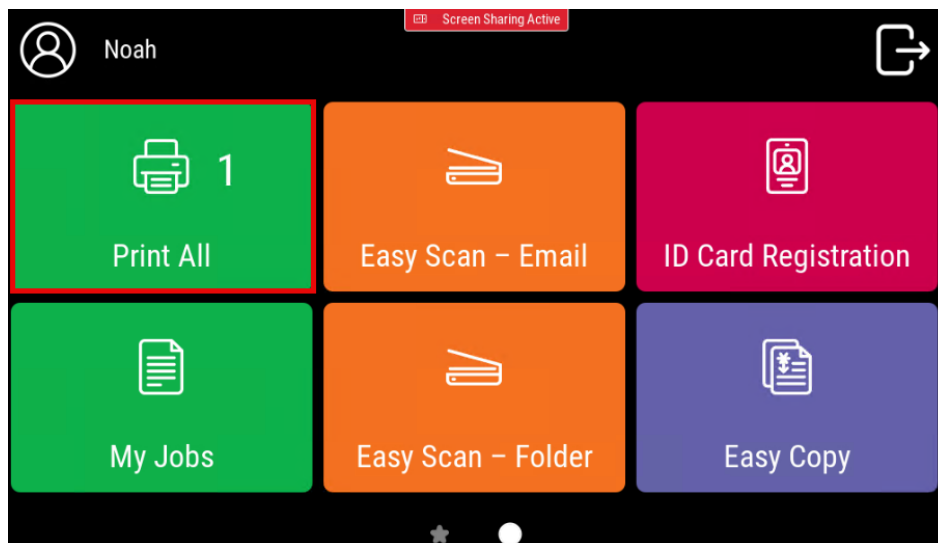 Screen Sharing Active
Noah
1
Print All
Easy Scan – Email
ID Card Registration
My Jobs
Easy Scan – Folder
Easy Copy